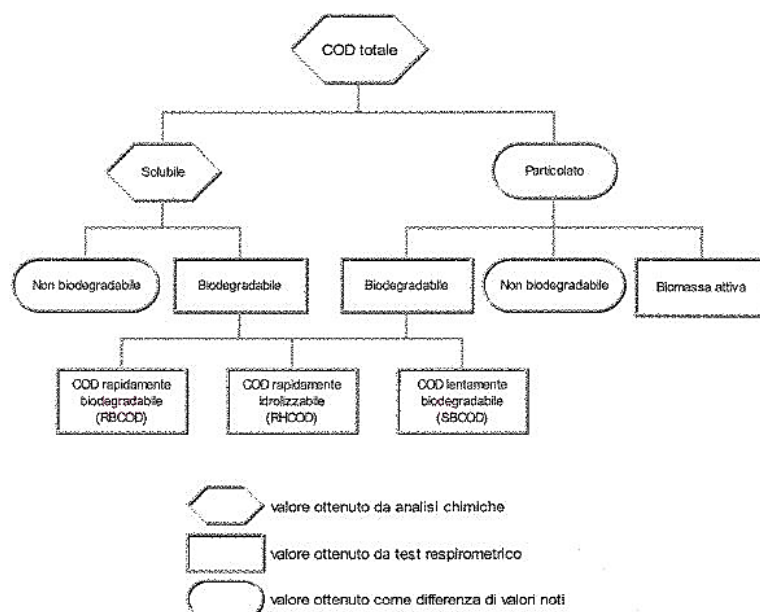 COD totale
Solubile
Particolato
Non biodegradabile
Biodegradabile
Biodegradabile
Non biodegradabile
Biomassa attiva
COD rapidamente
biodegradabile
(RBCOD)
COD rapidamente
idrolizzabile
(RHCOD)
COD lentamente
biodegradabile
(SBCOD)
valore ottenuto da analisi chimiche
valore ottenuto da test respirometrico
valore ottenuto come differenza di valori noti